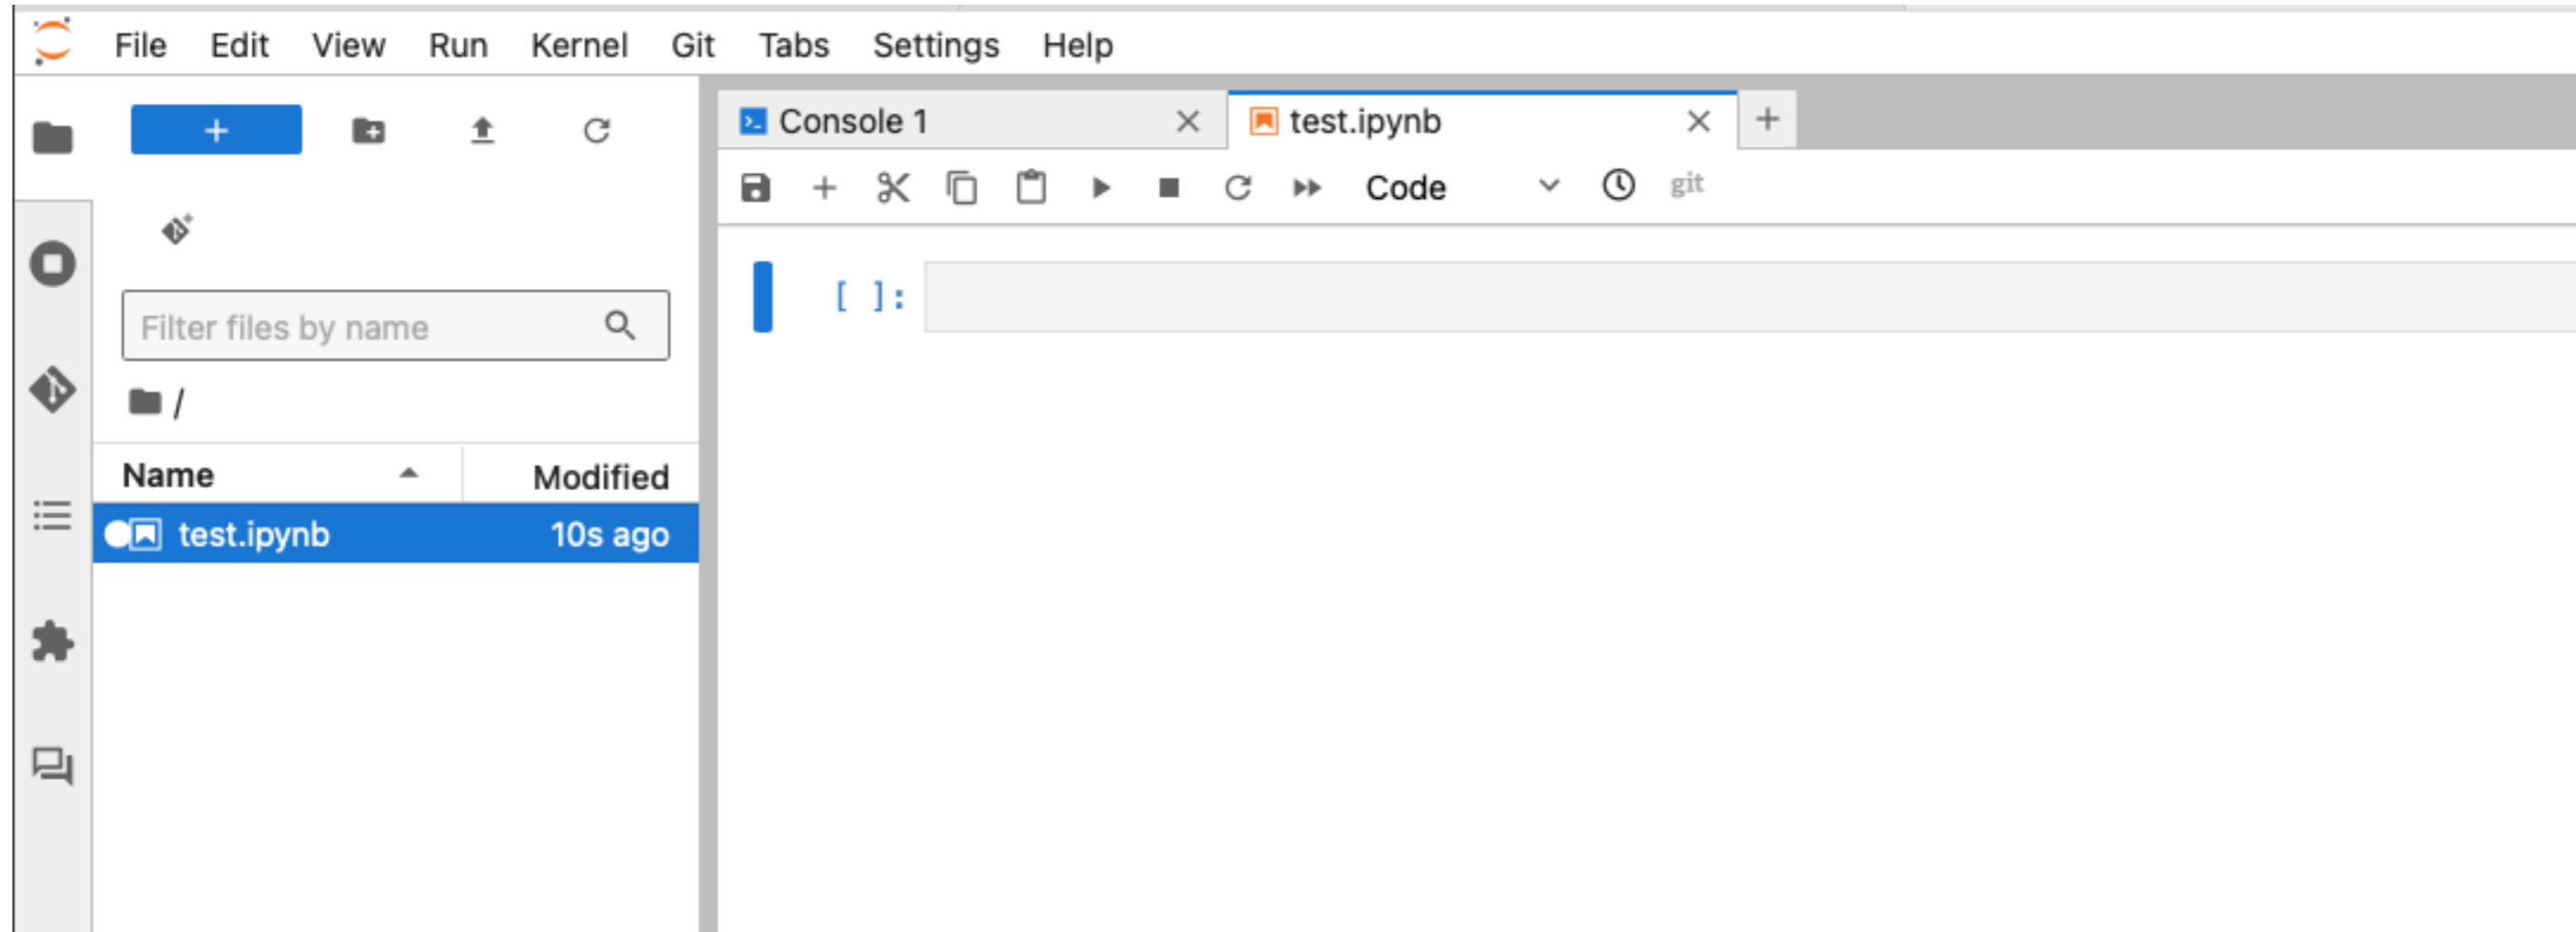 File Edit View Run Kernel Git Tabs Settings Help
Console 1
test.ipynb
Code
git
Filter files by name
[ ]:
/
Name Modified
test.ipynb 10s ago